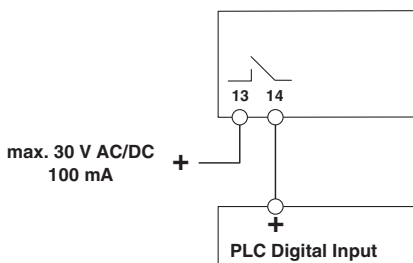 13 14
max. 30 V AC/DC
100 mA
+
+
PLC Digital Input